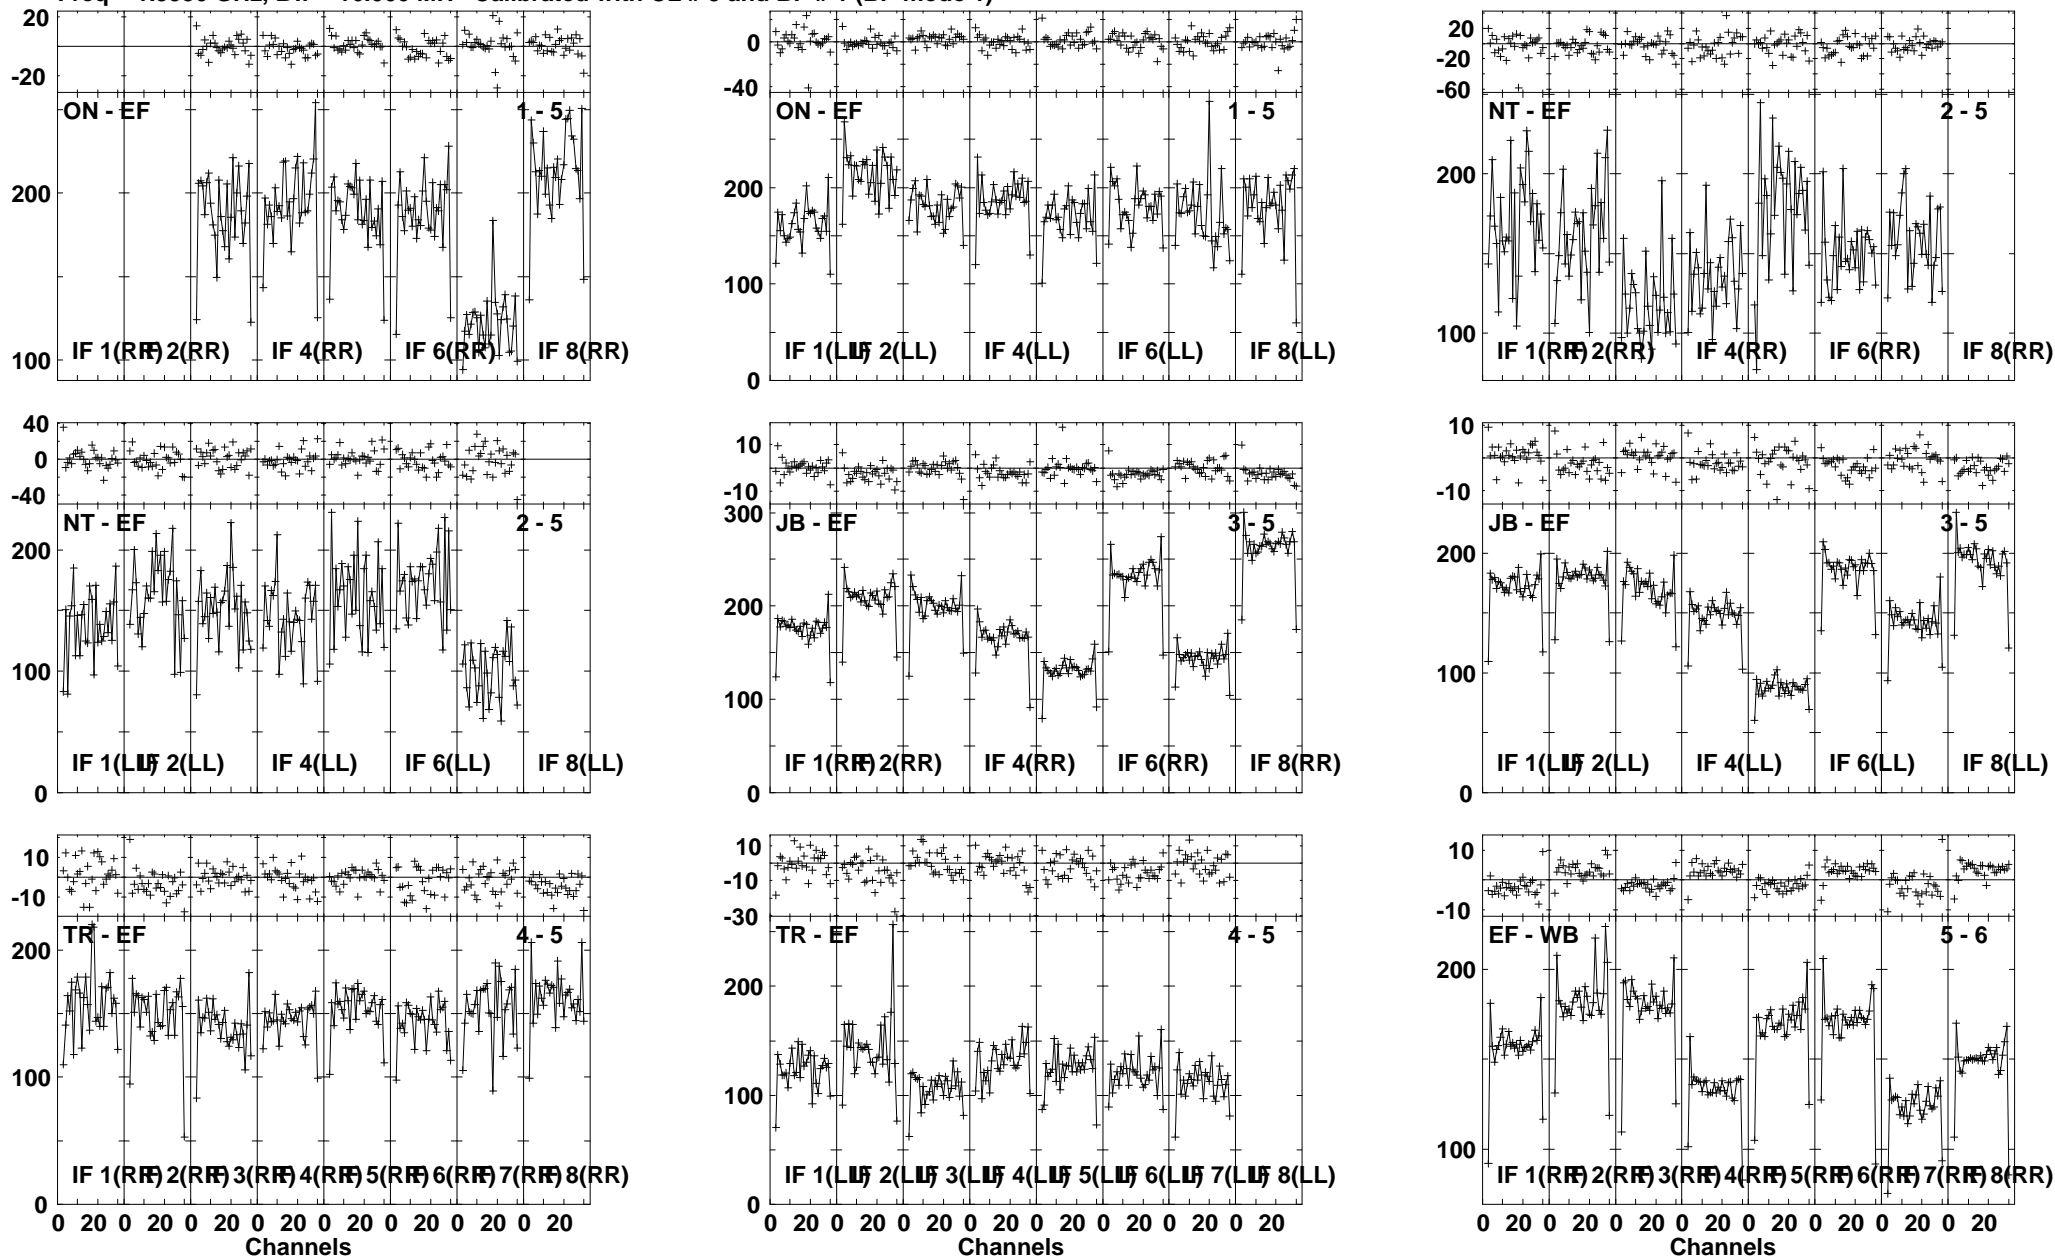 Freq GHz, MH Calibrated with and
20
0
-20
ON - EF
1 - 5
200
100
IF 1(RR)
IF 2(RR)
IF 4(RR)
IF 6(RR)
IF 8(RR)
0
-40
ON - EF
1 - 5
200
100
0
IF 1(LL)
IF 2(LL)
IF 4(LL)
IF 6(LL)
IF 8(LL)
20
0
-20
-60
NT - EF
2 - 5
200
100
IF 1(RR)
IF 2(RR)
IF 4(RR)
IF 6(RR)
IF 8(RR)
40
0
-40
NT - EF
2 - 5
200
100
0
IF 1(LL)
IF 2(LL)
IF 4(LL)
IF 6(LL)
IF 8(LL)
10
-10
300
JB - EF
3 - 5
200
100
0
IF 1(RR)
IF 2(RR)
IF 4(RR)
IF 6(RR)
IF 8(RR)
10
-10
JB - EF
3 - 5
200
100
0
IF 1(LL)
IF 2(LL)
IF 4(LL)
IF 6(LL)
IF 8(LL)
10
-10
TR - EF
4 - 5
200
100
0
IF 1(RR)
IF 2(RR)
IF 3(RR)
IF 4(RR)
IF 5(RR)
IF 6(RR)
IF 7(RR)
IF 8(RR)
0 20 0 20 0 20 0 20 0 20 0 20 0 20 0 20
Channels
10
-10
-30
TR - EF
4 - 5
200
100
0
IF 1(LL)
IF 2(LL)
IF 3(LL)
IF 4(LL)
IF 5(LL)
IF 6(LL)
IF 7(LL)
IF 8(LL)
0 20 0 20 0 20 0 20 0 20 0 20 0 20 0 20
Channels
10
-10
EF - WB
5 - 6
200
100
IF 1(RR)
IF 2(RR)
IF 3(RR)
IF 4(RR)
IF 5(RR)
IF 6(RR)
IF 7(RR)
IF 8(RR)
0 20 0 20 0 20 0 20 0 20 0 20 0 20 0 20
Channels